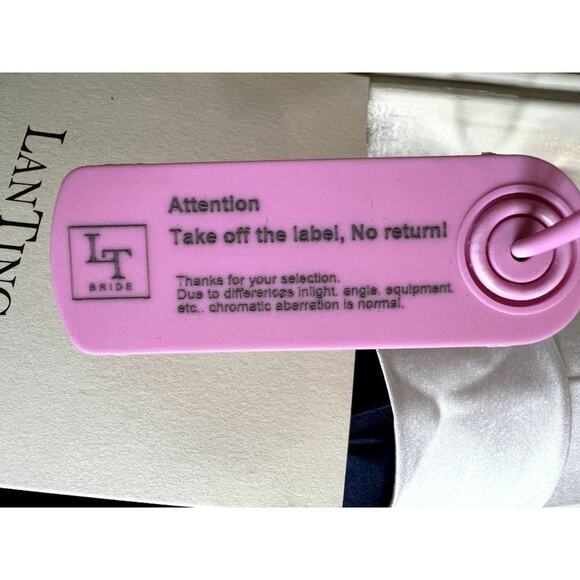 LANTING
LT
BRIDE
Attention
Take off the label, No return!
Thanks for your selection.
Due to differences inlight, angle, equipment,
etc., chromatic aberration is normal.